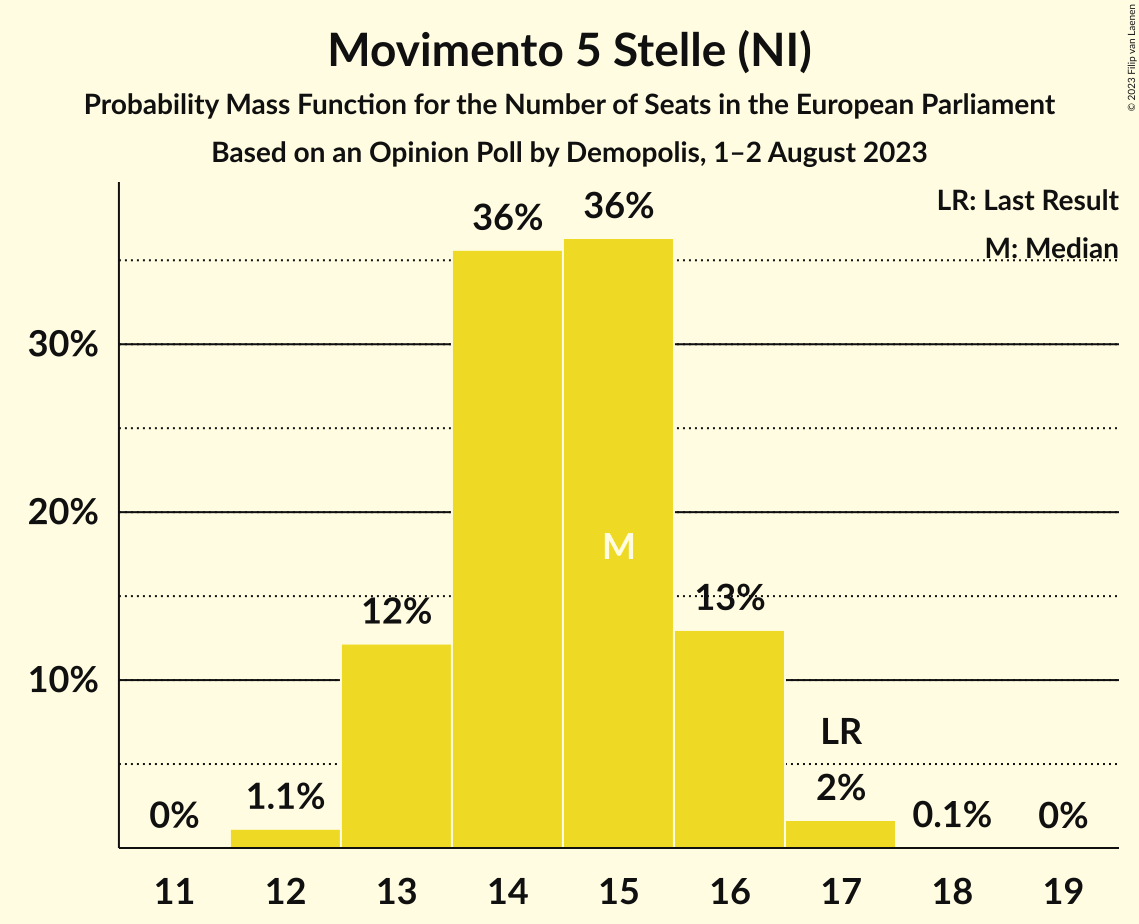 Movimento 5 Stelle (NI)
Probability Mass Function for the Number of Seats in the European Parliament
Based on an Opinion Poll by Demopolis, 1–2 August 2023
© 2023 Filip van Laenen
LR: Last Result
M: Median
36%
36%
30%
20%
M
12%
13%
10%
LR
0%
1.1%
2%
0.1%
0%
11 12 13 14 15 16 17 18 19